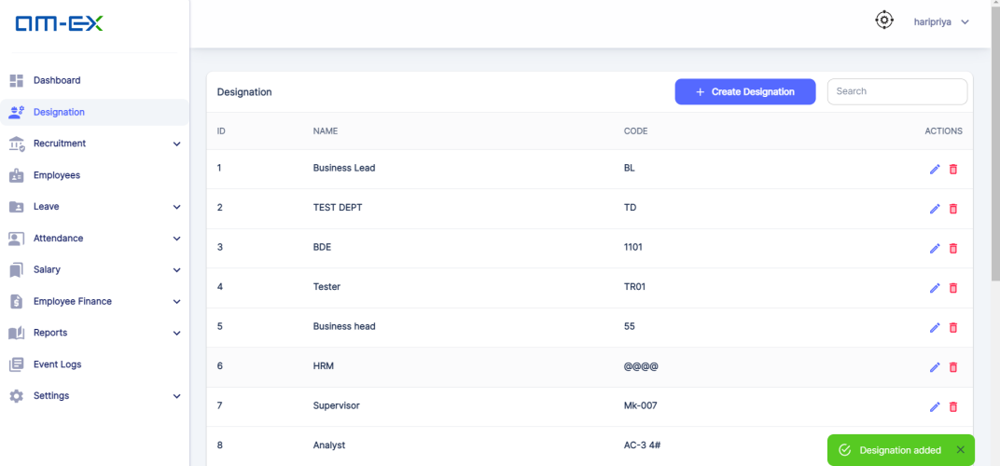 am-ex
haripriya
Dashboard
Designation
Recruitment
Employees
Leave
Attendance
Salary
Employee Finance
Reports
Event Logs
Settings
Designation
+ Create Designation
Search
ID NAME CODE ACTIONS
1 Business Lead BL
2 TEST DEPT TD
3 BDE 1101
4 Tester TR01
5 Business head 55
6 HRM @@@@
7 Supervisor Mk-007
8 Analyst AC-3 4#
Designation added